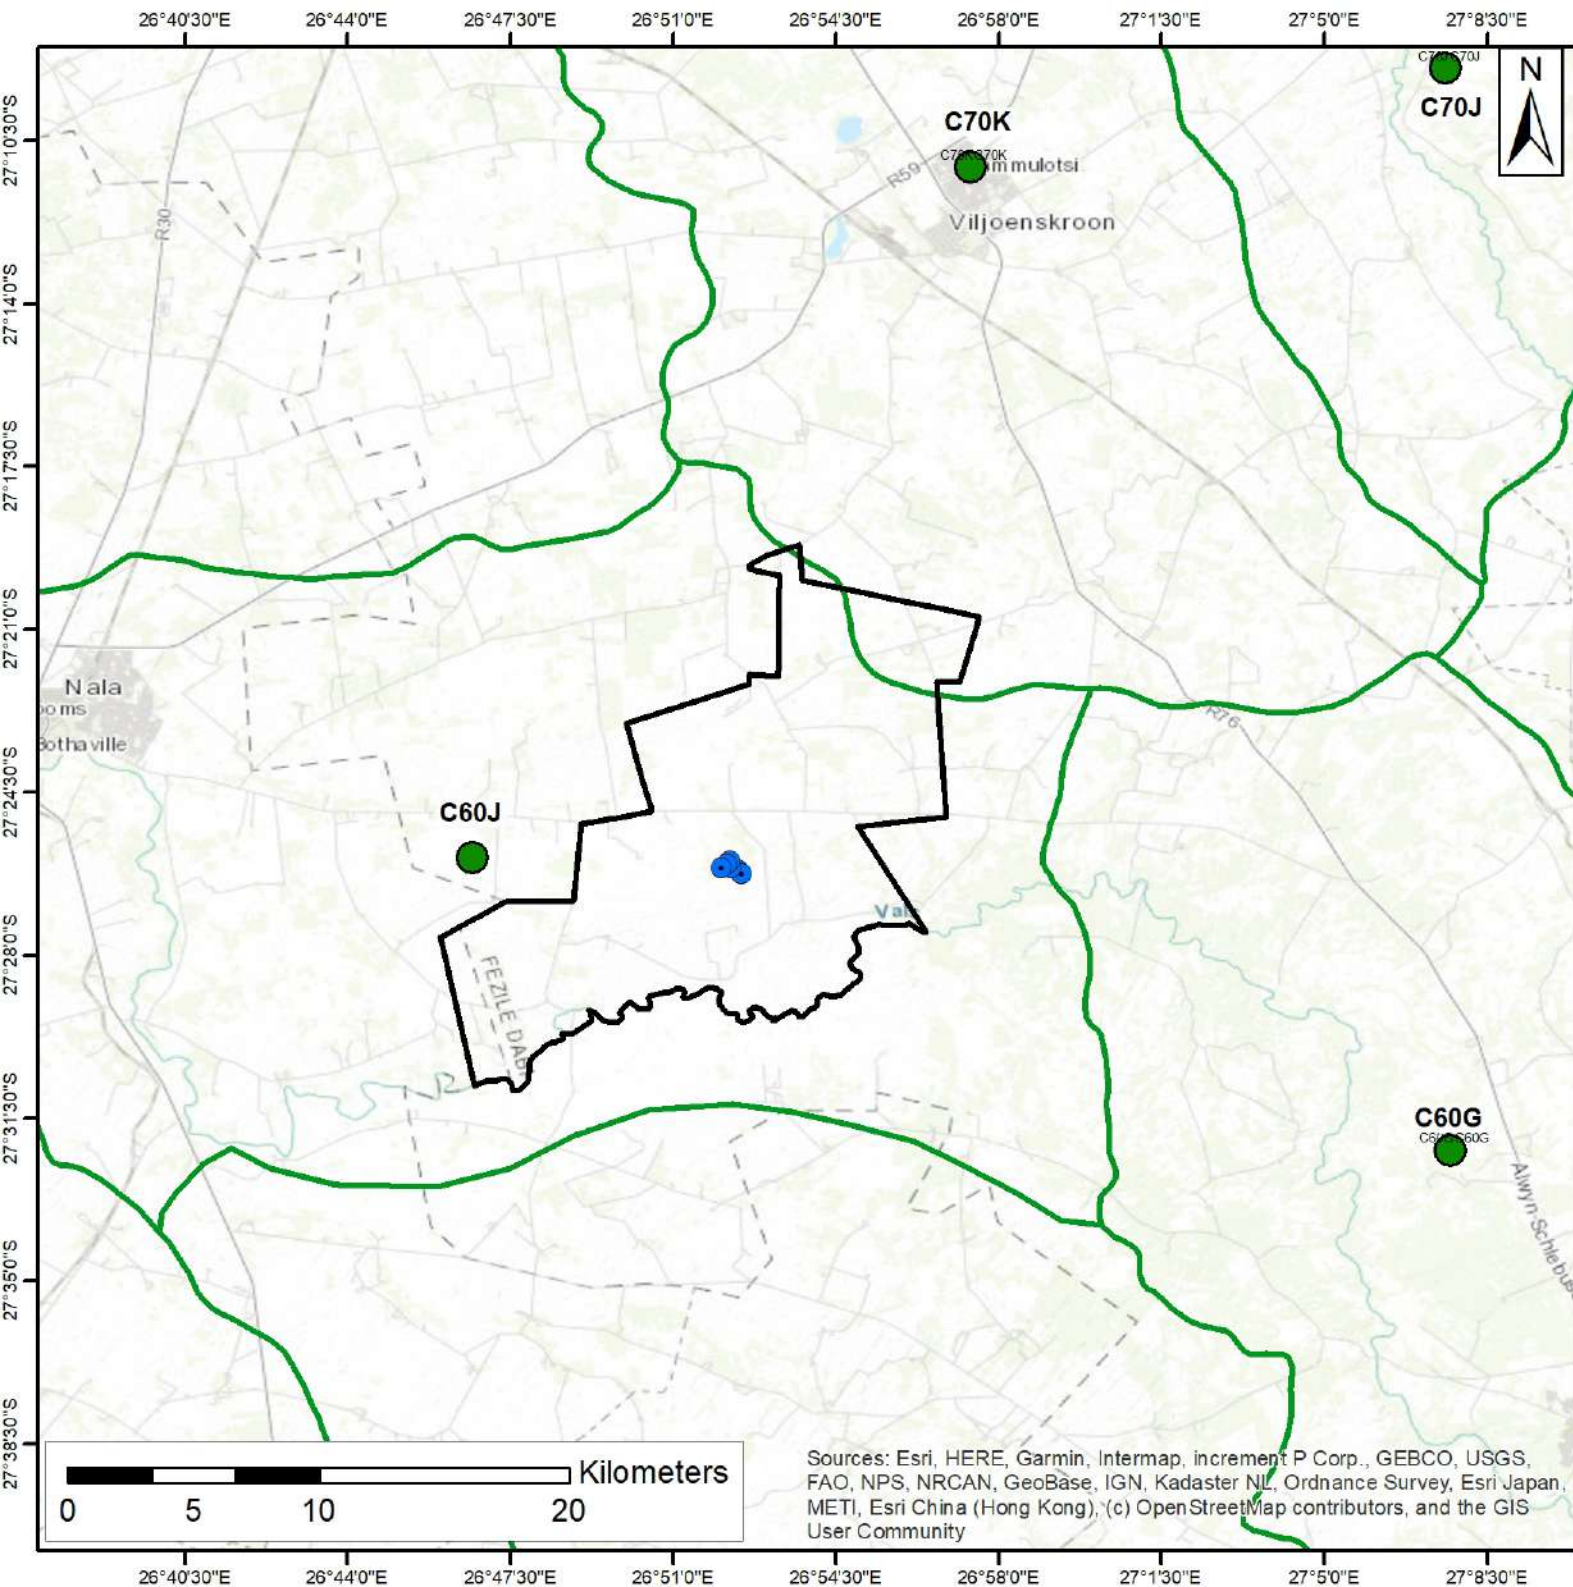 26°40'30"E 26°44'0"E 26°47'30"E 26°51'0"E 26°54'30"E 26°58'0"E 27°1'30"E 27°5'0"E 27°8'30"E
N
C70J
C70K
27°10'30"S
mmulotsi
R59
Viljoenskroon
R30
27°14'0"S
27°17'30"S
27°21'0"S
Nala
oms
Bothaville
R76
27°24'30"S
C60J
Vals
27°28'0"S
FEZILE DABI
27°31'30"S
C60G
Alwyn-Schlebus
27°35'0"S
27°38'30"S
Kilometers
0 5 10 20
Sources: Esri, HERE, Garmin, Intermap, increment P Corp., GEBCO, USGS,
FAO, NPS, NRCAN, GeoBase, IGN, Kadaster NL, Ordnance Survey, Esri Japan,
METI, Esri China (Hong Kong), (c) OpenStreetMap contributors, and the GIS
User Community
26°40'30"E 26°44'0"E 26°47'30"E 26°51'0"E 26°54'30"E 26°58'0"E 27°1'30"E 27°5'0"E 27°8'30"E